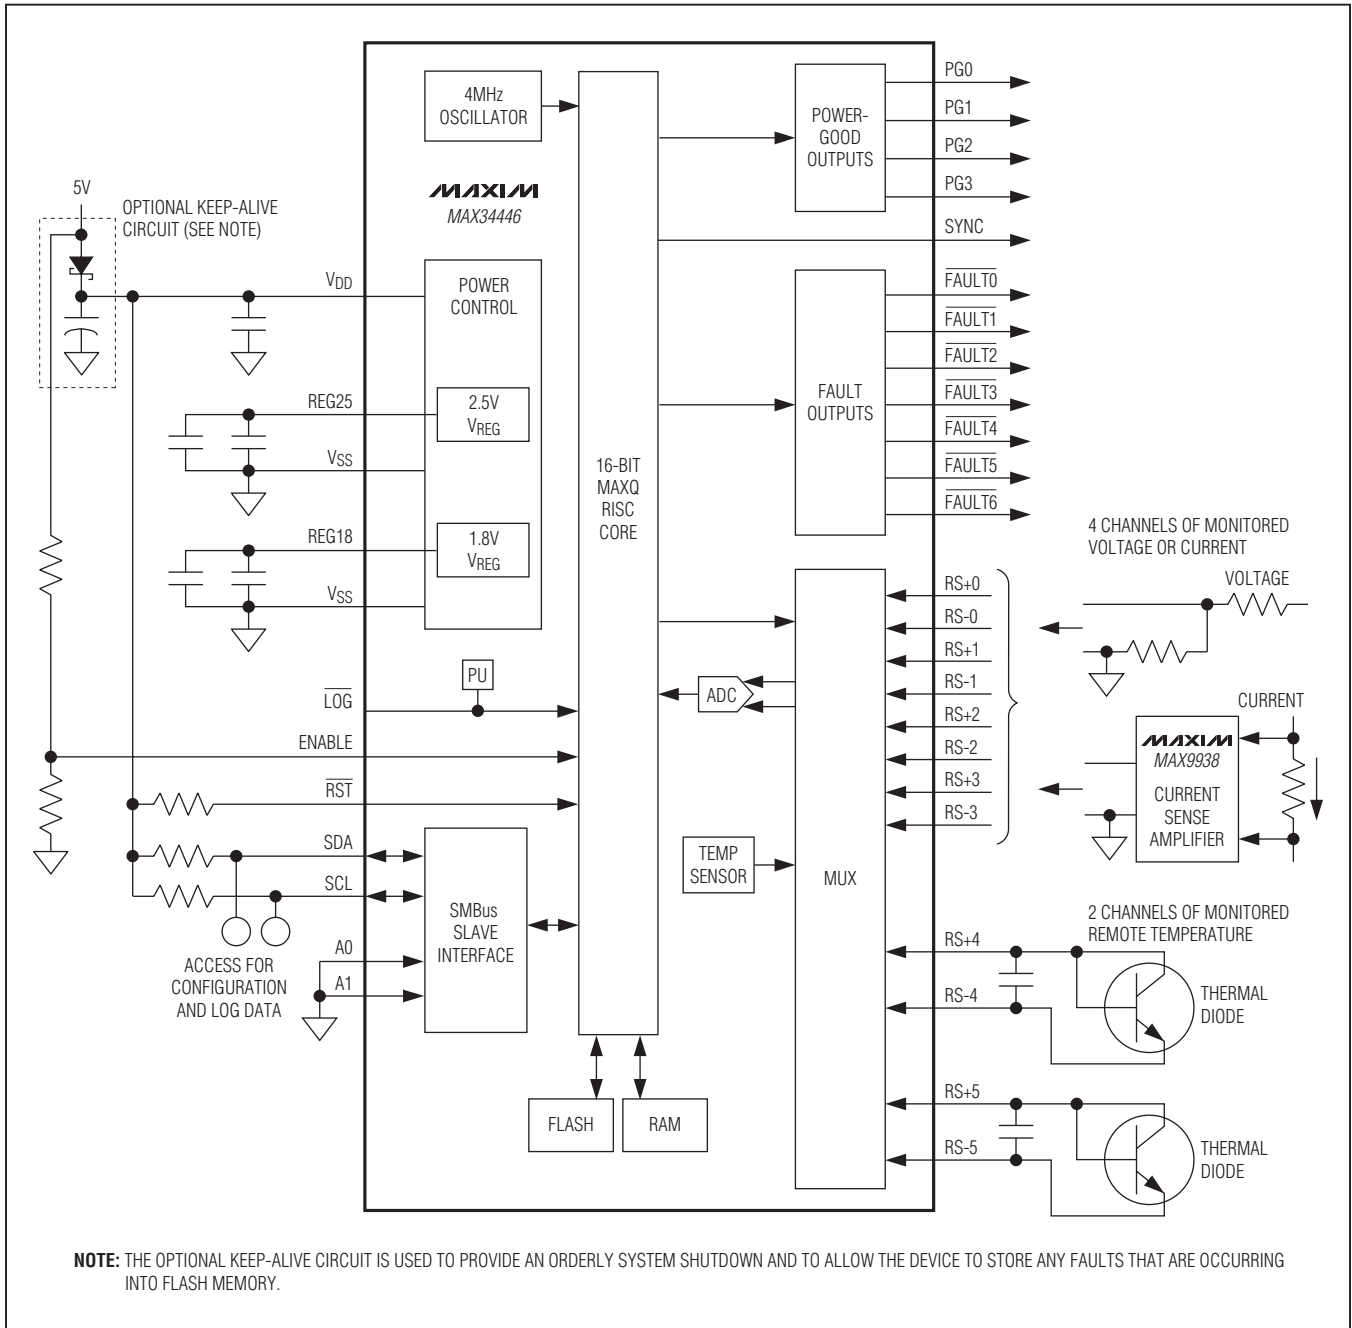 4MHz
OSCILLATOR
MAXIM
MAX34446
5V
OPTIONAL KEEP-ALIVE
CIRCUIT (SEE NOTE)
VDD
POWER
CONTROL
REG25
2.5V
VREG
VSS
REG18
1.8V
VREG
VSS
PU
LOG
ENABLE
RST
SDA
SCL
A0
A1
SMBus
SLAVE
INTERFACE
ACCESS FOR
CONFIGURATION
AND LOG DATA
16-BIT
MAXQ
RISC
CORE
FLASH
RAM
POWER-
GOOD
OUTPUTS
PG0
PG1
PG2
PG3
SYNC
FAULT
OUTPUTS
FAULT0
FAULT1
FAULT2
FAULT3
FAULT4
FAULT5
FAULT6
ADC
TEMP
SENSOR
MUX
RS+0
RS-0
RS+1
RS-1
RS+2
RS-2
RS+3
RS-3
4 CHANNELS OF MONITORED
VOLTAGE OR CURRENT
VOLTAGE
CURRENT
MAXIM
MAX9938
CURRENT
SENSE
AMPLIFIER
2 CHANNELS OF MONITORED
REMOTE TEMPERATURE
RS+4
RS-4
THERMAL
DIODE
RS+5
RS-5
THERMAL
DIODE
NOTE: THE OPTIONAL KEEP-ALIVE CIRCUIT IS USED TO PROVIDE AN ORDERLY SYSTEM SHUTDOWN AND TO ALLOW THE DEVICE TO STORE ANY FAULTS THAT ARE OCCURRING
INTO FLASH MEMORY.